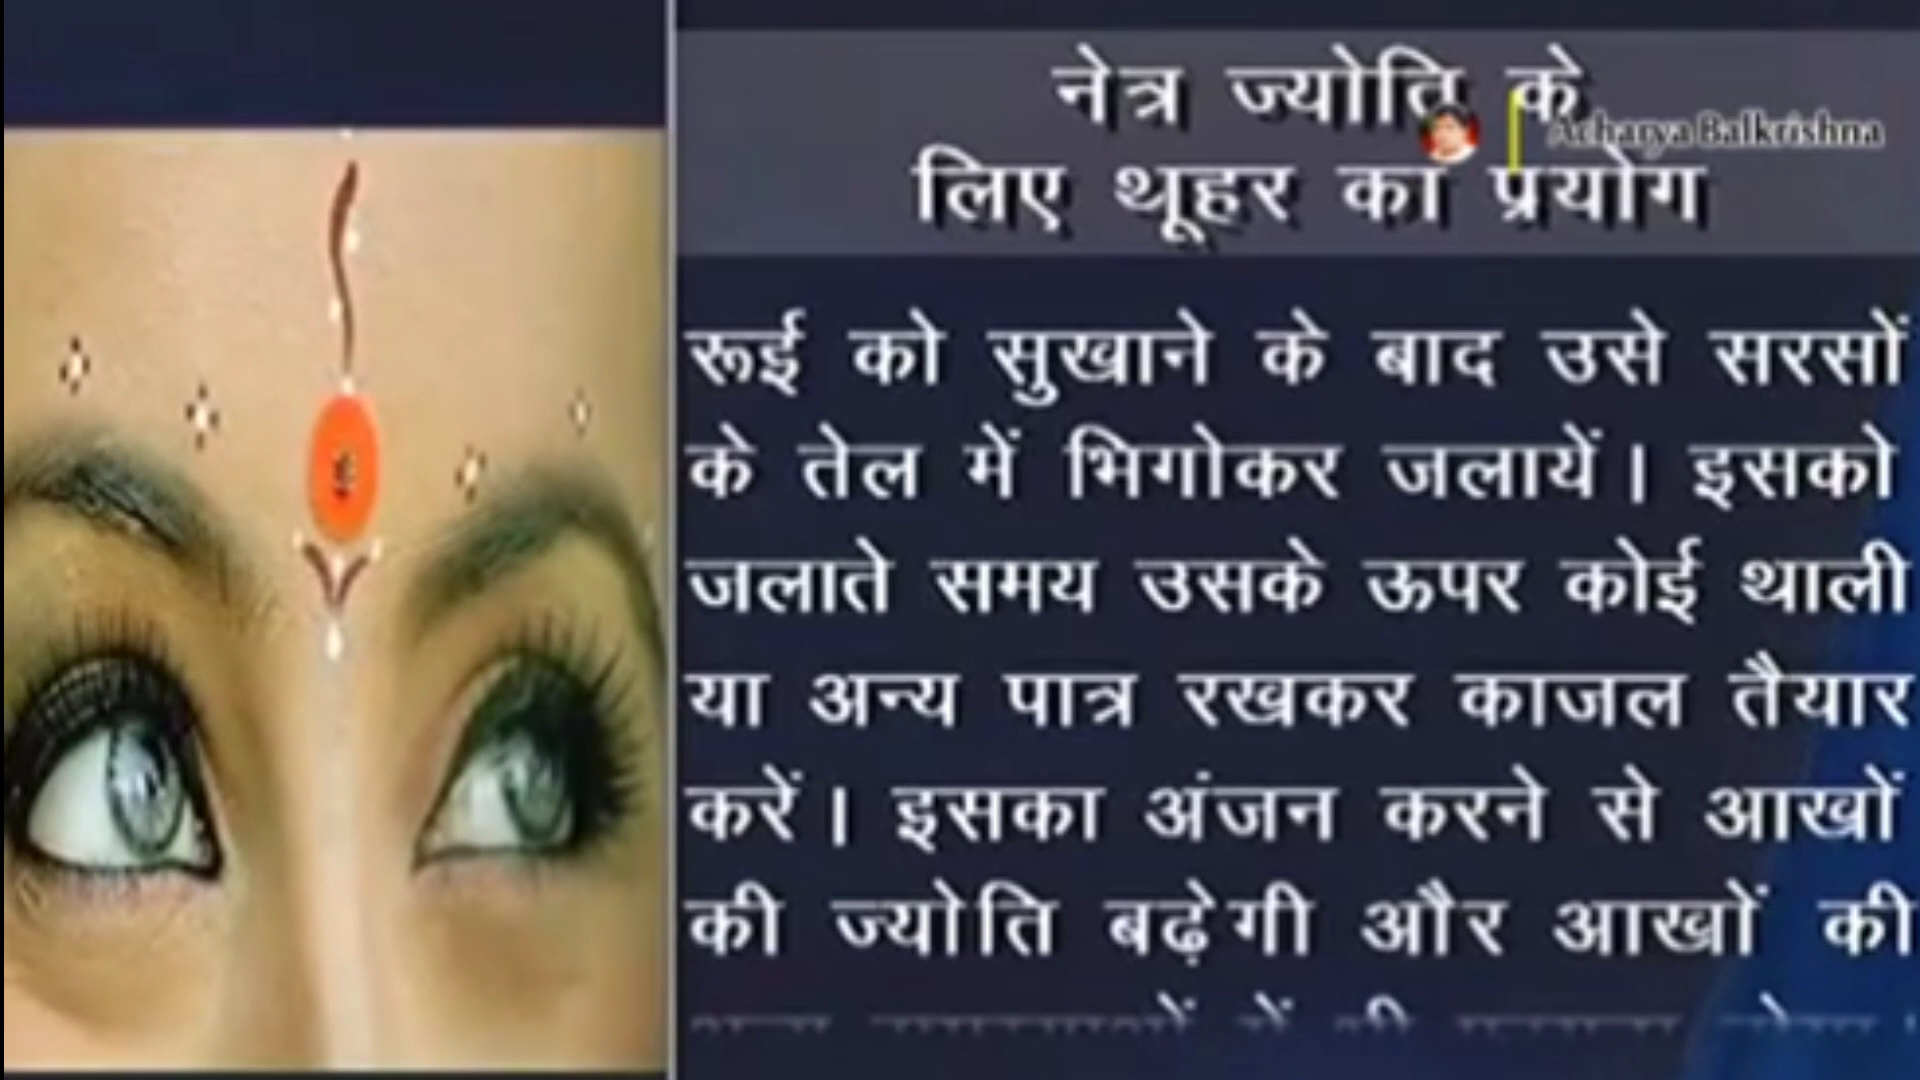 नेत्र ज्योति के
Acharya Balkrishna
लिए थूहर का प्रयोग
रूई को सुखाने के बाद उसे सरसों
के तेल में भिगोकर जलायें। इसको
जलाते समय उसके ऊपर कोई थाली
या अन्य पात्र रखकर काजल तैयार
करें। इसका अंजन करने से आखों
की ज्योति बढ़ेगी और आखों की